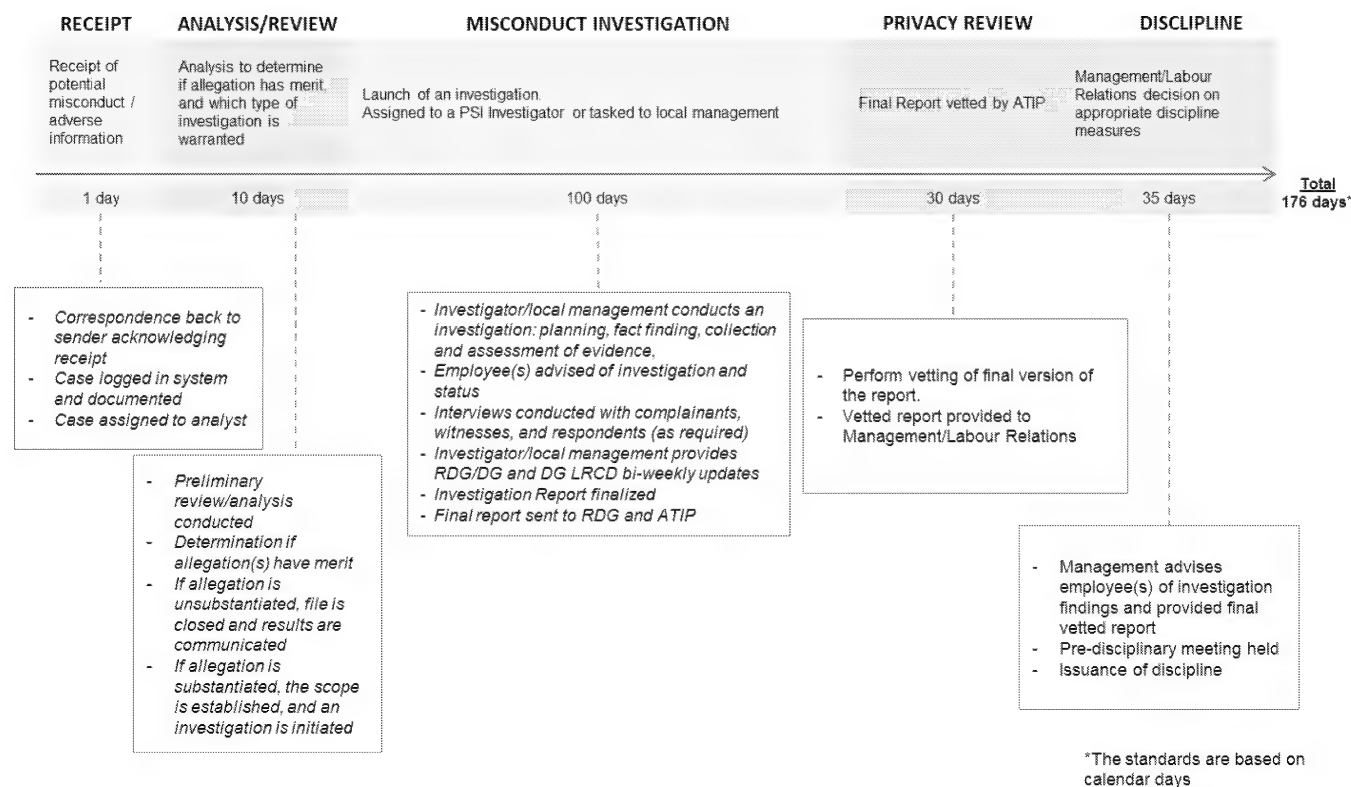 RECEIPT
ANALYSIS/REVIEW
MISCONDUCT INVESTIGATION
PRIVACY REVIEW
DISCIPLINE
Receipt of
potential
misconduct /
adverse
information
Analysis to determine
if allegation has merit,
and which type of
investigation is
warranted
Launch of an investigation.
Assigned to a PSI Investigator or tasked to local management
Final Report vetted by ATIP
Management/Labour
Relations decision on
appropriate discipline
measures
1 day
10 days
100 days
30 days
35 days
Total
176 days*
- Correspondence back to
sender acknowledging
receipt
- Case logged in system
and documented
- Case assigned to analyst
- Preliminary
review/analysis
conducted
- Determination if
allegation(s) have merit
- If allegation is
unsubstantiated, file is
closed and results are
communicated
- If allegation is
substantiated, the scope
is established, and an
investigation is initiated
- Investigator/local management conducts an
investigation: planning, fact finding, collection
and assessment of evidence,
- Employee(s) advised of investigation and
status
- Interviews conducted with complainants,
witnesses, and respondents (as required)
- Investigator/local management provides
RDG/DG and DG LRCD bi-weekly updates
- Investigation Report finalized
- Final report sent to RDG and ATIP
- Perform vetting of final version of
the report.
- Vetted report provided to
Management/Labour Relations
- Management advises
employee(s) of investigation
findings and provided final
vetted report
- Pre-disciplinary meeting held
- Issuance of discipline
*The standards are based on
calendar days